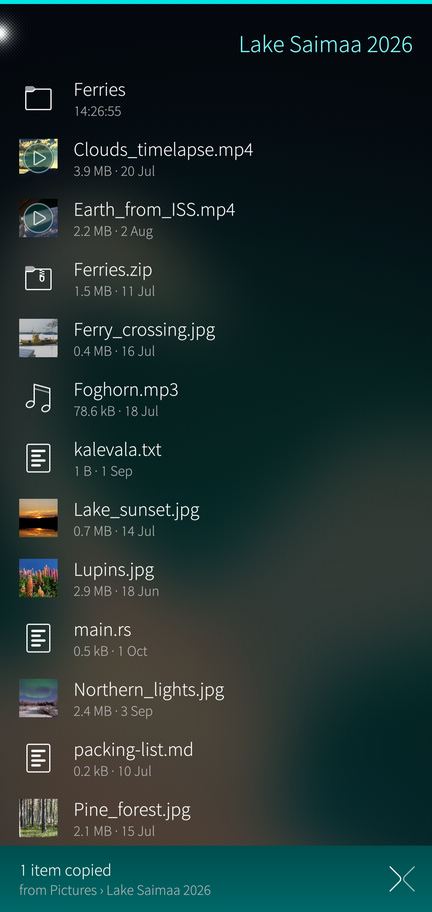 Lake Saimaa 2026
Ferries
14:26:55
Clouds_timelapse.mp4
3.9 MB · 20 Jul
Earth_from_ISS.mp4
2.2 MB · 2 Aug
Ferries.zip
1.5 MB · 11 Jul
Ferry_crossing.jpg
0.4 MB · 16 Jul
Foghorn.mp3
78.6 kB · 18 Jul
kalevala.txt
1 B · 1 Sep
Lake_sunset.jpg
0.7 MB · 14 Jul
Lupins.jpg
2.9 MB · 18 Jun
main.rs
0.5 kB · 1 Oct
Northern_lights.jpg
2.4 MB · 3 Sep
packing-list.md
0.2 kB · 10 Jul
Pine_forest.jpg
2.1 MB · 15 Jul
1 item copied
from Pictures › Lake Saimaa 2026